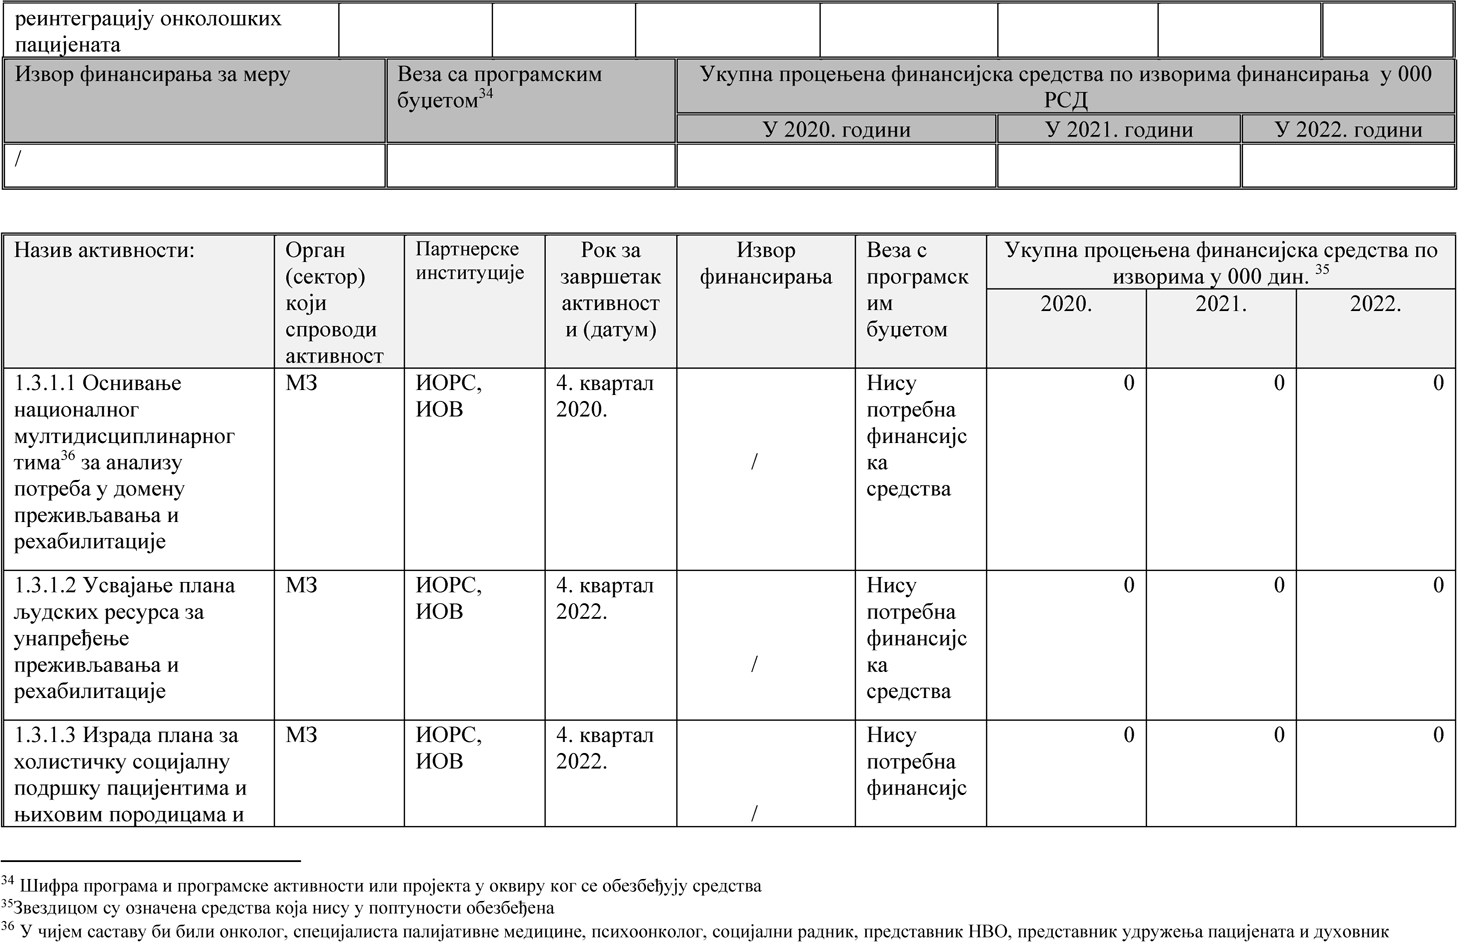 реинтеграцију онколошких
пацијената
Извор финансирања за меру
Веза са програмским
буџетом34
Укупна процењена финансијска средства по изворима финансирања у 000
РСД
У 2020. години
У 2021. години
У 2022. години
/
Назив активности:
Орган
(сектор)
који
спроводи
активност
Партнерске
институције
Рок за
завршетак
активност
и (датум)
Извор
финансирања
Веза с
програмск
им
буџетом
Укупна процењена финансијска средства по
изворима у 000 дин. 35
2020.
2021.
2022.
1.3.1.1 Оснивање
националног
мултидисциплинарног
тима36 за анализу
потреба у домену
преживљавања и
рехабилитације
МЗ
ИОРС,
ИОВ
4. квартал
2020.
/
Нису
потребна
финансијс
ка
средства
0
0
0
1.3.1.2 Усвајање плана
људских ресурса за
унапређење
преживљавања и
рехабилитације
МЗ
ИОРС,
ИОВ
4. квартал
2022.
/
Нису
потребна
финансијс
ка
средства
0
0
0
1.3.1.3 Израда плана за
холистичку социјалну
подршку пацијентима и
њиховим породицама и
МЗ
ИОРС,
ИОВ
4. квартал
2022.
/
Нису
потребна
финансијс
0
0
0
34 Шифра програма и програмске активности или пројекта у оквиру ког се обезбеђују средства
35Звездицом су означена средства која нису у поптуности обезбеђена
36 У чијем саставу би били онколог, специјалиста палијативне медицине, психоонколог, социјални радник, представник НВО, представник удружења пацијената и духовник